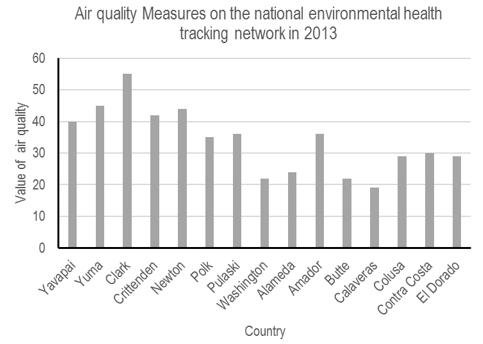 Air quality Measures on the national environmental health
tracking network in 2013
60
50
40
30
20
10
0
Value of air quality
Yavapai
Yuma
Clark
Crittenden
Newton
Polk
Pulaski
Washington
Alameda
Amador
Butte
Calaveras
Colusa
Contra Costa
El Dorado
Country